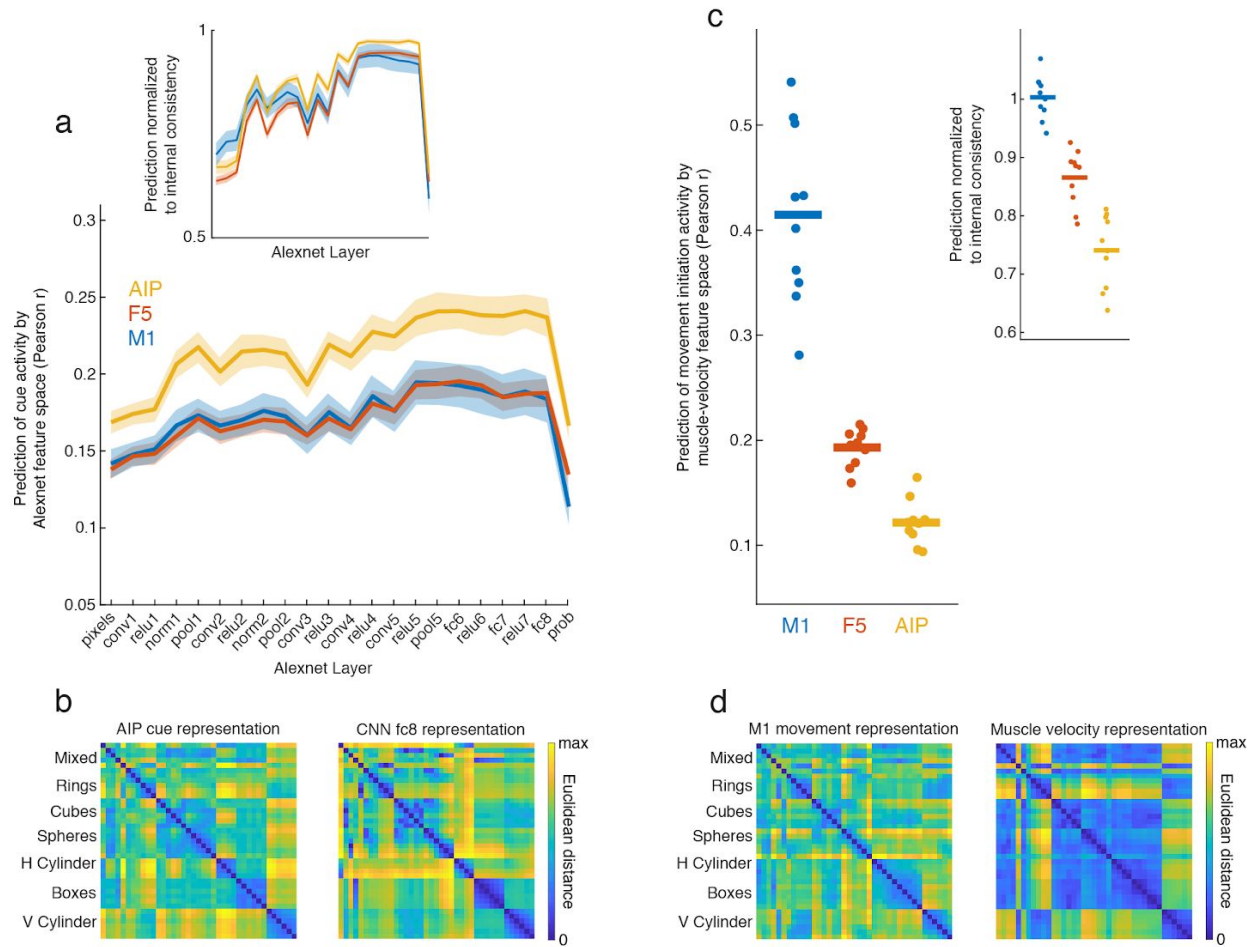 a
Prediction normalized
to internal consistency
1
0.5
Alexnet Layer
Prediction of cue activity by
Alexnet feature space (Pearson r)
0.3
0.25
0.2
0.15
0.1
0.05
AIP
F5
M1
pixels
conv1
relu1
norm1
pool1
conv2
relu2
norm2
pool2
conv3
relu3
conv4
relu4
conv5
relu5
pool5
fc6
relu6
fc7
relu7
fc8
prob
Alexnet Layer
c
Prediction of movement initiation activity by
muscle-velocity feature space (Pearson r)
0.5
0.4
0.3
0.2
0.1
M1
F5
AIP
Prediction normalized
to internal consistency
1
0.9
0.8
0.7
0.6
b
AIP cue representation
CNN fc8 representation
Mixed
Rings
Cubes
Spheres
H Cylinder
Boxes
V Cylinder
max
Euclidean distance
0
d
M1 movement representation
Muscle velocity representation
Mixed
Rings
Cubes
Spheres
H Cylinder
Boxes
V Cylinder
max
Euclidean distance
0